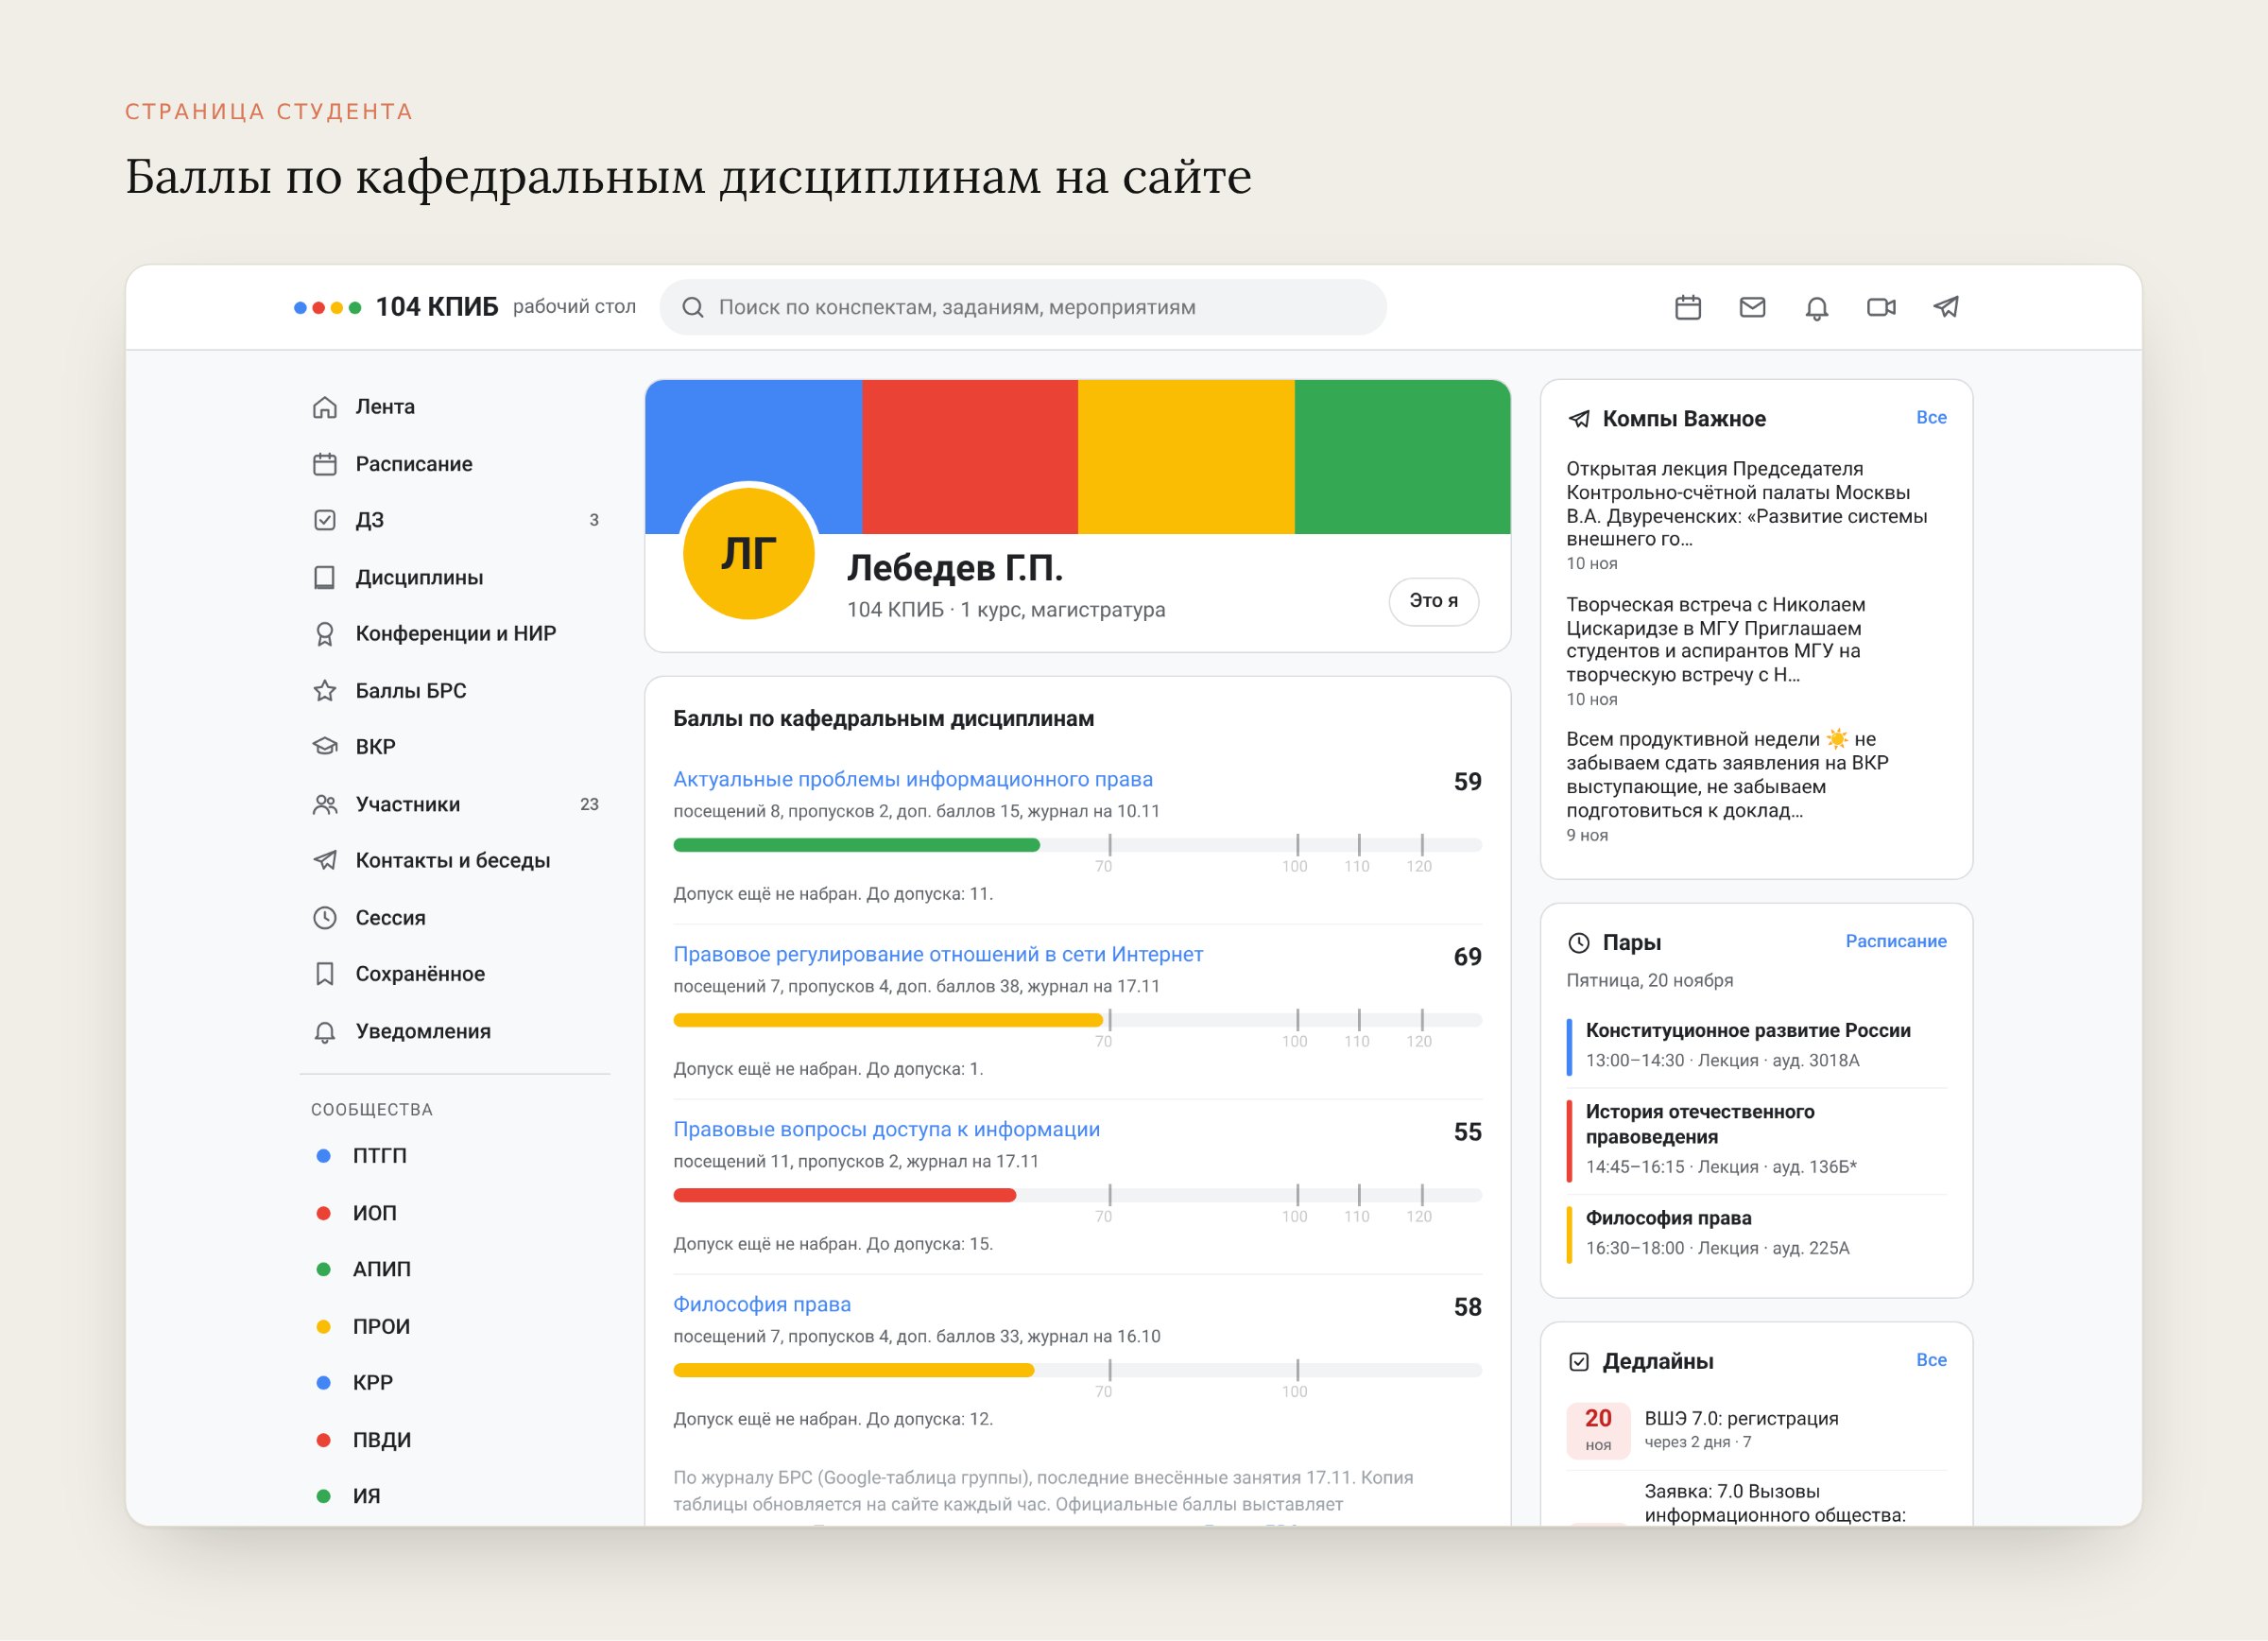 СТРАНИЦА СТУДЕНТА
Баллы по кафедральным дисциплинам на сайте
104 КПИБ рабочий стол
Поиск по конспектам, заданиям, мероприятиям
Лента
Расписание
ДЗ 3
Дисциплины
Конференции и НИР
Баллы БРС
ВКР
Участники 23
Контакты и беседы
Сессия
Сохранённое
Уведомления
СООБЩЕСТВА
ПТГП
ИОП
АПИП
ПРОИ
КРР
ПВДИ
ИЯ
ЛГ
Лебедев Г.П.
104 КПИБ · 1 курс, магистратура
Это я
Баллы по кафедральным дисциплинам
Актуальные проблемы информационного права 59
посещений 8, пропусков 2, доп. баллов 15, журнал на 10.11
70 100 110 120
Допуск ещё не набран. До допуска: 11.
Правовое регулирование отношений в сети Интернет 69
посещений 7, пропусков 4, доп. баллов 38, журнал на 17.11
70 100 110 120
Допуск ещё не набран. До допуска: 1.
Правовые вопросы доступа к информации 55
посещений 11, пропусков 2, журнал на 17.11
70 100 110 120
Допуск ещё не набран. До допуска: 15.
Философия права 58
посещений 7, пропусков 4, доп. баллов 33, журнал на 16.10
70 100
Допуск ещё не набран. До допуска: 12.
По журналу БРС (Google-таблица группы), последние внесённые занятия 17.11. Копия
таблицы обновляется на сайте каждый час. Официальные баллы выставляет
Компы Важное Все
Открытая лекция Председателя
Контрольно-счётной палаты Москвы
В.А. Двуреченских: «Развитие системы
внешнего го...
10 ноя
Творческая встреча с Николаем
Цискаридзе в МГУ Приглашаем
студентов и аспирантов МГУ на
творческую встречу с Н...
10 ноя
Всем продуктивной недели ☀️ не
забываем сдать заявления на ВКР
выступающие, не забываем
подготовиться к доклад...
9 ноя
Пары Расписание
Пятница, 20 ноября
Конституционное развитие России
13:00–14:30 · Лекция · ауд. 3018А
История отечественного
правоведения
14:45–16:15 · Лекция · ауд. 136Б*
Философия права
16:30–18:00 · Лекция · ауд. 225А
Дедлайны Все
20 ноя
ВШЭ 7.0: регистрация
через 2 дня · 7
Заявка: 7.0 Вызовы
информационного общества: